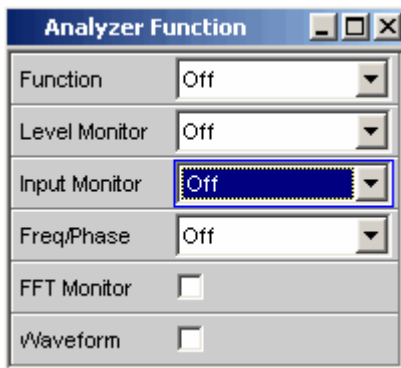 Analyzer Function
Function Off
Level Monitor Off
Input Monitor Off
Freq/Phase Off
FFT Monitor
Waveform